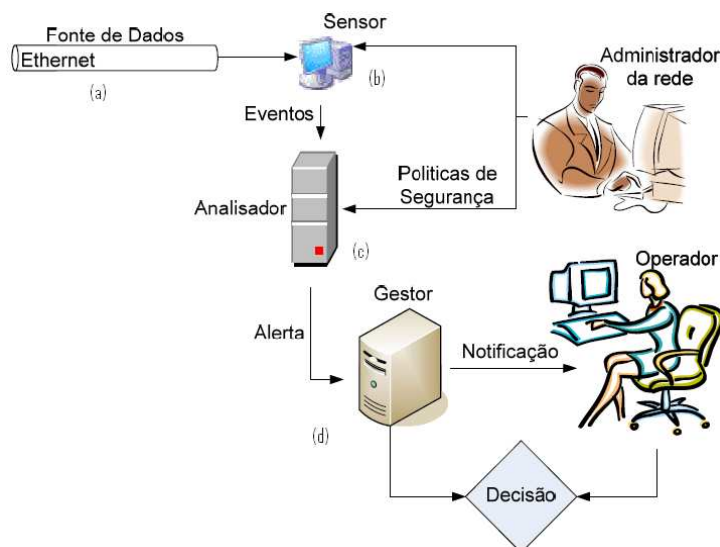 Fonte de Dados
Ethernet
(a)
Sensor
(b)
Administrador
da rede
Eventos
Politicas de
Segurança
Analisador
(c)
Operador
Gestor
Alerta
Notificação
(d)
Decisão